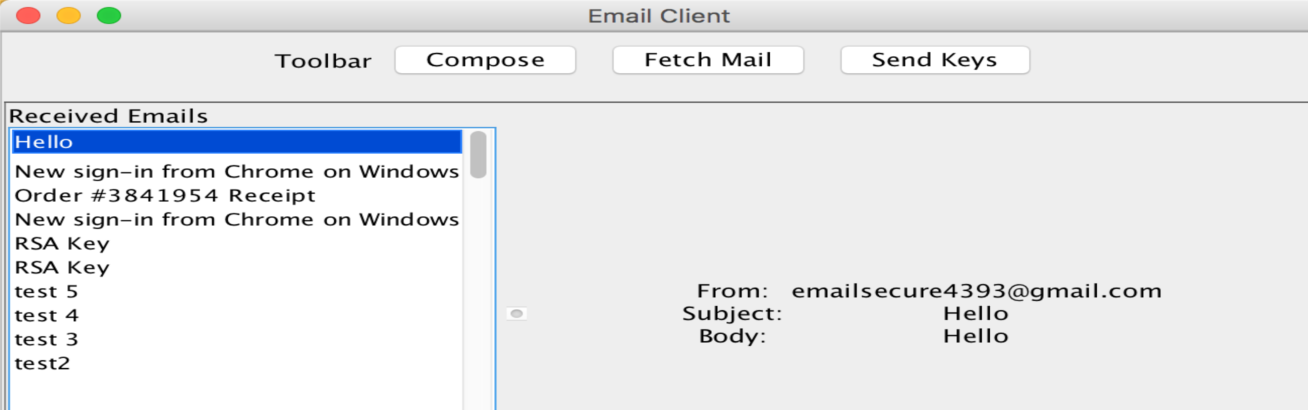 Email Client
Toolbar Compose Fetch Mail Send Keys
Received Emails
Hello
New sign-in from Chrome on Windows
Order #3841954 Receipt
New sign-in from Chrome on Windows
RSA Key
RSA Key
test 5
test 4
test 3
test2
From: emailsecure4393@gmail.com
Subject: Hello
Body: Hello